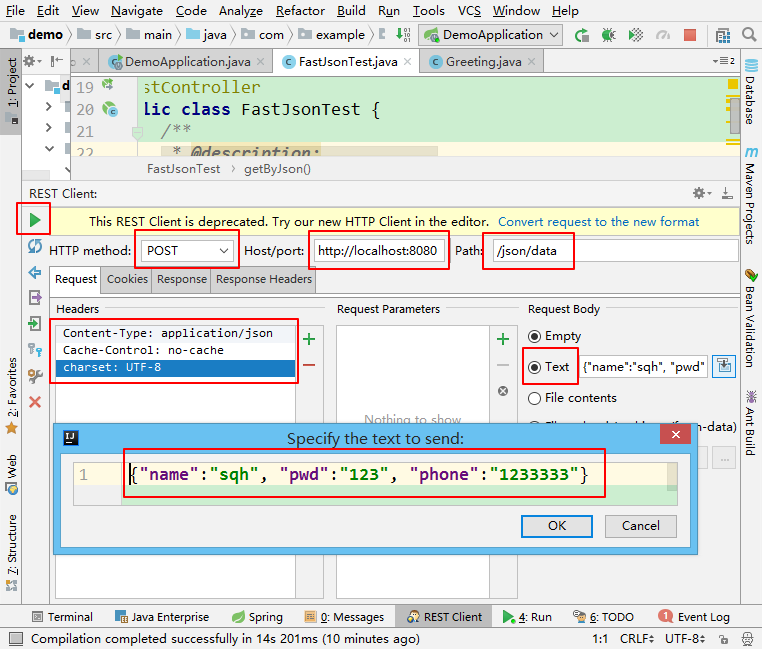 File Edit View Navigate Code Analyze Refactor Build Run Tools VCS Window Help
demo src main java com example DemoApplication
DemoApplication.java FastJsonTest.java Greeting.java 2
1: Project
19 stController
20 lic class FastJsonTest {
21 /**
22 * @description:
FastJsonTest getByJson()
Database
Maven Projects
Bean Validation
Ant Build
REST Client:
This REST Client is deprecated. Try our new HTTP Client in the editor. Convert request to the new format
HTTP method: POST Host/port: http://localhost:8080 Path: /json/data
Request Cookies Response Response Headers
Headers Request Parameters Request Body
Content-Type: application/json
Cache-Control: no-cache
charset: UTF-8
Nothing to show
Empty
Text {"name":"sqh", "pwd"
File contents
-data)
...
IJ
Specify the text to send:
1 {"name":"sqh", "pwd":"123", "phone":"1233333"}
OK Cancel
2: Favorites
Web
7: Structure
Terminal Java Enterprise Spring 0: Messages REST Client 4: Run 6: TODO 1 Event Log
Compilation completed successfully in 14s 201ms (10 minutes ago) 1:1 CRLF UTF-8